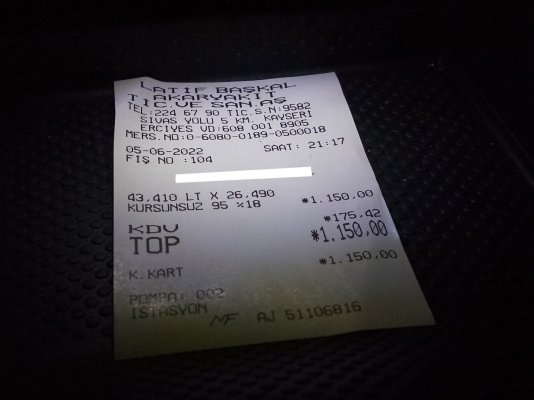 LATİF BAŞKAL
AKARYAKIT
TİC.VE SAN.AŞ
TEL:224 67 90 TİC.S.N:9582
SİVAS YOLU 5 KM. KAYSERİ
ERCİYES VD:608 001 8905
MERS.NO:0-6080-0189-0500018
05-06-2022 SAAT: 21:17
FİŞ NO :104
43,410 LT X 26,490
KURSUNSUZ 95 %18 *1.150,00
KDV *175,42
TOP *1.150,00
K.KART *1.150,00
POMPA: 002
İSTASYON
MF AJ 51106816